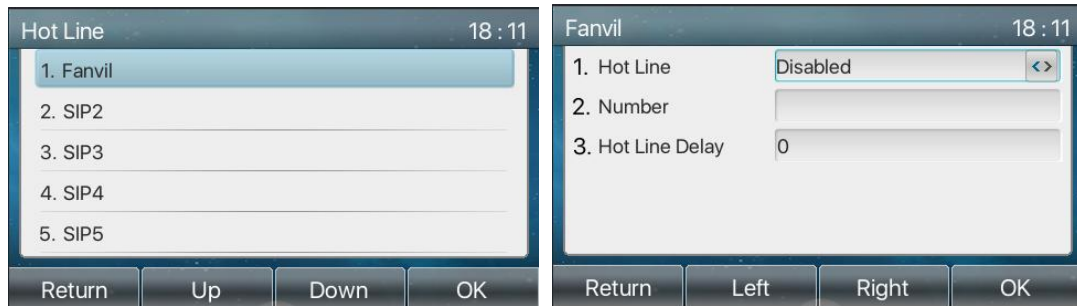 Hot Line 18 : 11
1. Fanvil
2. SIP2
3. SIP3
4. SIP4
5. SIP5
Return Up Down OK
Fanvil 18 : 11
1. Hot Line Disabled <>
2. Number
3. Hot Line Delay 0
Return Left Right OK